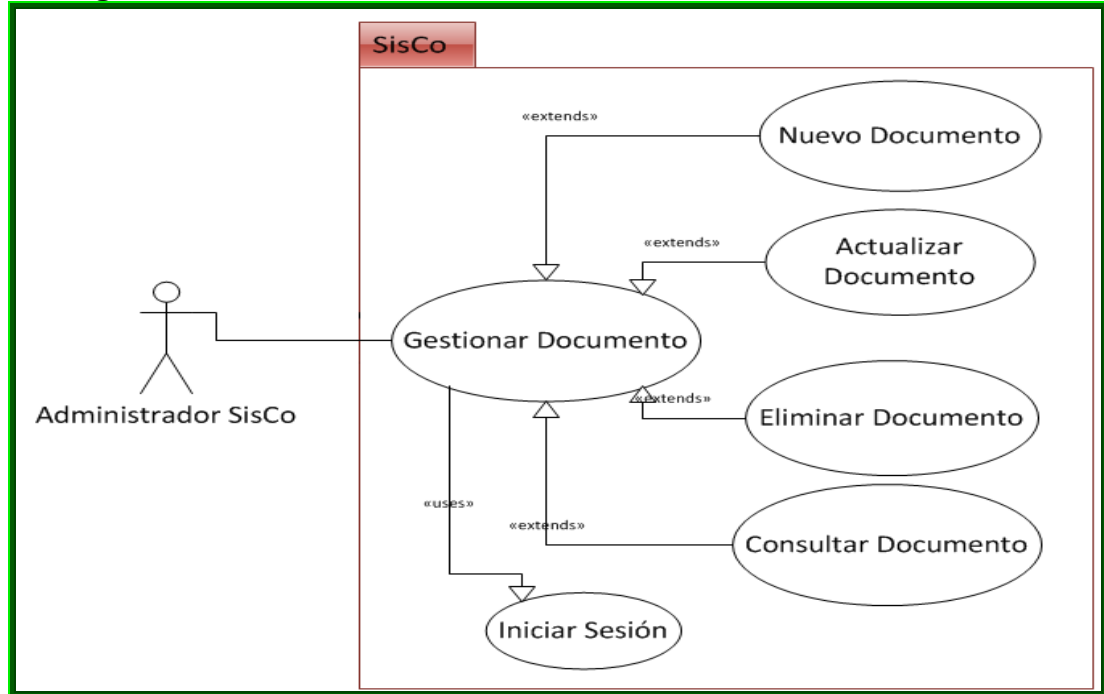 SisCo
«extends»
Nuevo Documento
«extends»
Actualizar
Documento
Gestionar Documento
Administrador SisCo
«extends»
Eliminar Documento
«uses»
«extends»
Consultar Documento
Iniciar Sesión